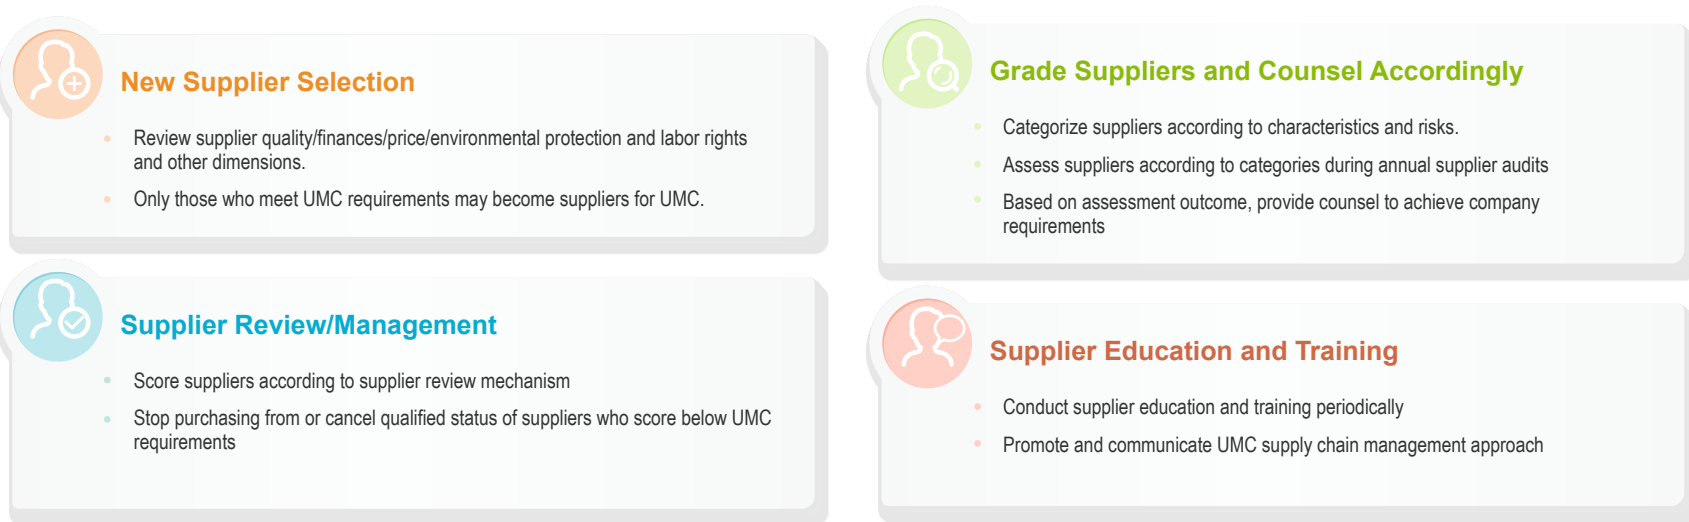 New Supplier Selection
Review supplier quality/finances/price/environmental protection and labor rights
and other dimensions.
Only those who meet UMC requirements may become suppliers for UMC.
Grade Suppliers and Counsel Accordingly
Categorize suppliers according to characteristics and risks.
Assess suppliers according to categories during annual supplier audits
Based on assessment outcome, provide counsel to achieve company
requirements
Supplier Review/Management
Score suppliers according to supplier review mechanism
Stop purchasing from or cancel qualified status of suppliers who score below UMC
requirements
Supplier Education and Training
Conduct supplier education and training periodically
Promote and communicate UMC supply chain management approach